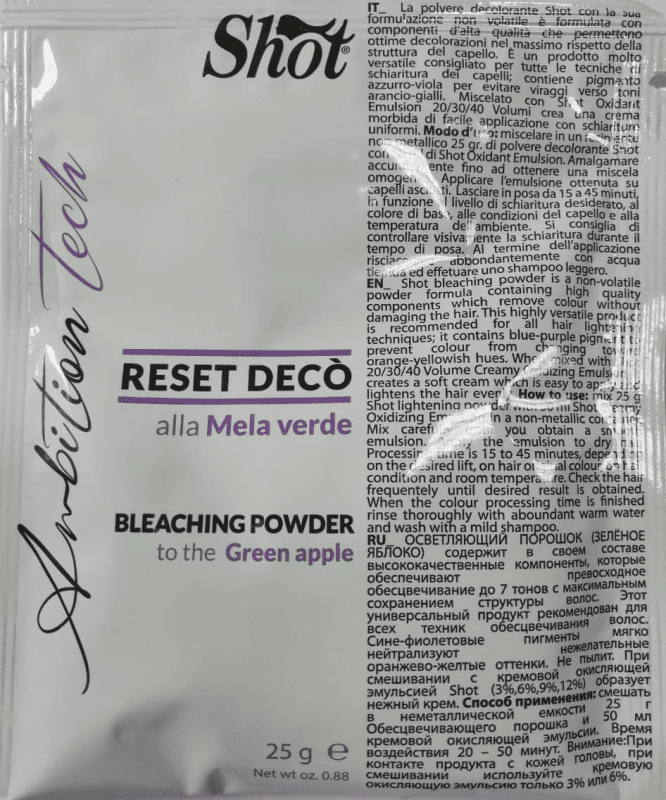 Shot®
Ambition Tech
RESET DECÒ
alla Mela verde
BLEACHING POWDER
to the Green apple
25 g ℮
Net wt oz. 0.88
IT_ La polvere decolorante Shot con la sua
formulazione non volatile è formulata con
componenti d'alta qualità che permettono
ottime decolorazioni nel massimo rispetto della
struttura del capello. È un prodotto molto
versatile consigliato per tutte le tecniche di
schiaritura dei capelli; contiene pigmento
azzurro-viola per evitare viraggi verso toni
arancio-gialli. Miscelato con Oxidant
Emulsion 20/30/40 Volumi crea una crema
morbida di facile applicazione con schiariture
uniformi. Modo d'uso: miscelare in un recipiente
non metallico 25 gr. di polvere decolorante Shot
con di Shot Oxidant Emulsion. Amalgamare
fino ad ottenere una miscela
Applicare l'emulsione ottenuta su
capelli Lasciare in posa da 15 a 45 minuti,
in funzione livello di schiaritura desiderato, al
colore di base, alle condizioni del capello e alla
temperatura dell'ambiente. Si consiglia di
controllare visivamente la schiaritura durante il
tempo di posa. Al termine dell'applicazione
abbondantemente con acqua
tiepida ed effetuare uno shampoo leggero.
EN_ Shot bleaching powder is a non-volatile
powder formula containing high quality
components which remove colour without
damaging the hair. This highly versatile product
is recommended for all hair
techniques; it contains blue-purple
prevent colour from changing
orange-yellowish hues. When mixed with
20/30/40 Volume Creamy Oxidizing
creates a soft cream which is easy to
lightens the hair How to use: mix 25 g
Shot lightening powder Shot
Oxidizing in a non-metallic
Mix you obtain a
emulsion. the emulsion to dry
Processing time is 15 to 45 minutes,
on the desired lift, on hair original colour
condition and room temperature. Check the hair
frequently until desired result is obtained.
When the colour processing time is finished
rinse thoroughly with aboundant warm water
and wash with a mild shampoo.
RU_ ОСВЕТЛЯЮЩИЙ ПОРОШОК (ЗЕЛЁНОЕ
ЯБЛОКО) содержит в своем составе
высококачественные компоненты, которые
обеспечивают превосходное
обесцвечивание до 7 тонов с максимальным
сохранением структуры волос. Этот
универсальный продукт рекомендован для
всех техник обесцвечивания волос.
Сине-фиолетовые пигменты мягко
нейтрализуют нежелательные
оранжево-желтые оттенки. Не пылит. При
смешивании с кремовой окисляющей
эмульсией Shot (3%,6%,9%,12%) образует
нежный крем. Способ применения: смешать
в неметаллической емкости 25 г
Обесцвечивающего порошка и 50 мл
кремовой окисляющей эмульсии. Время
воздействия 20 – 50 минут. Внимание:При
контакте продукта с кожей головы, при
смешивании используйте кремовую
окисляющую эмульсию только 3% или 6%.